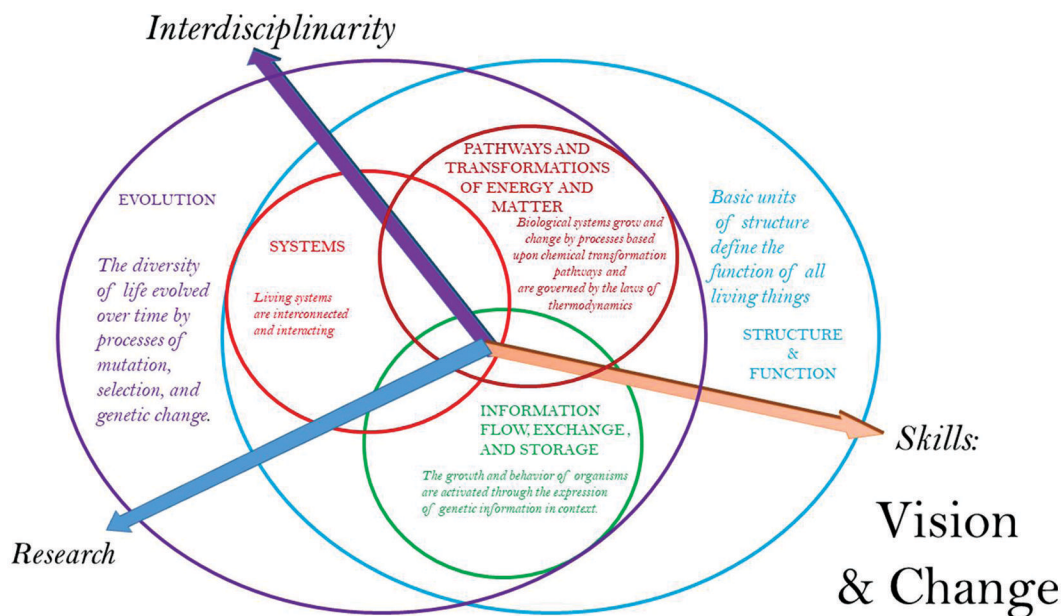 Interdisciplinarity
EVOLUTION
The diversity
of life evolved
over time by
processes of
mutation,
selection, and
genetic change.
SYSTEMS
Living systems
are interconnected
and interacting
PATHWAYS AND
TRANSFORMATIONS
OF ENERGY AND
MATTER
Biological systems grow and
change by processes based
upon chemical transformation
pathways and
are governed by the laws of
thermodynamics
Basic units
of structure
define the
function of all
living things
STRUCTURE
&
FUNCTION
INFORMATION
FLOW, EXCHANGE,
AND STORAGE
The growth and behavior of organisms
are activated through the expression
of genetic information in context.
Research
Skills:
Vision
& Change